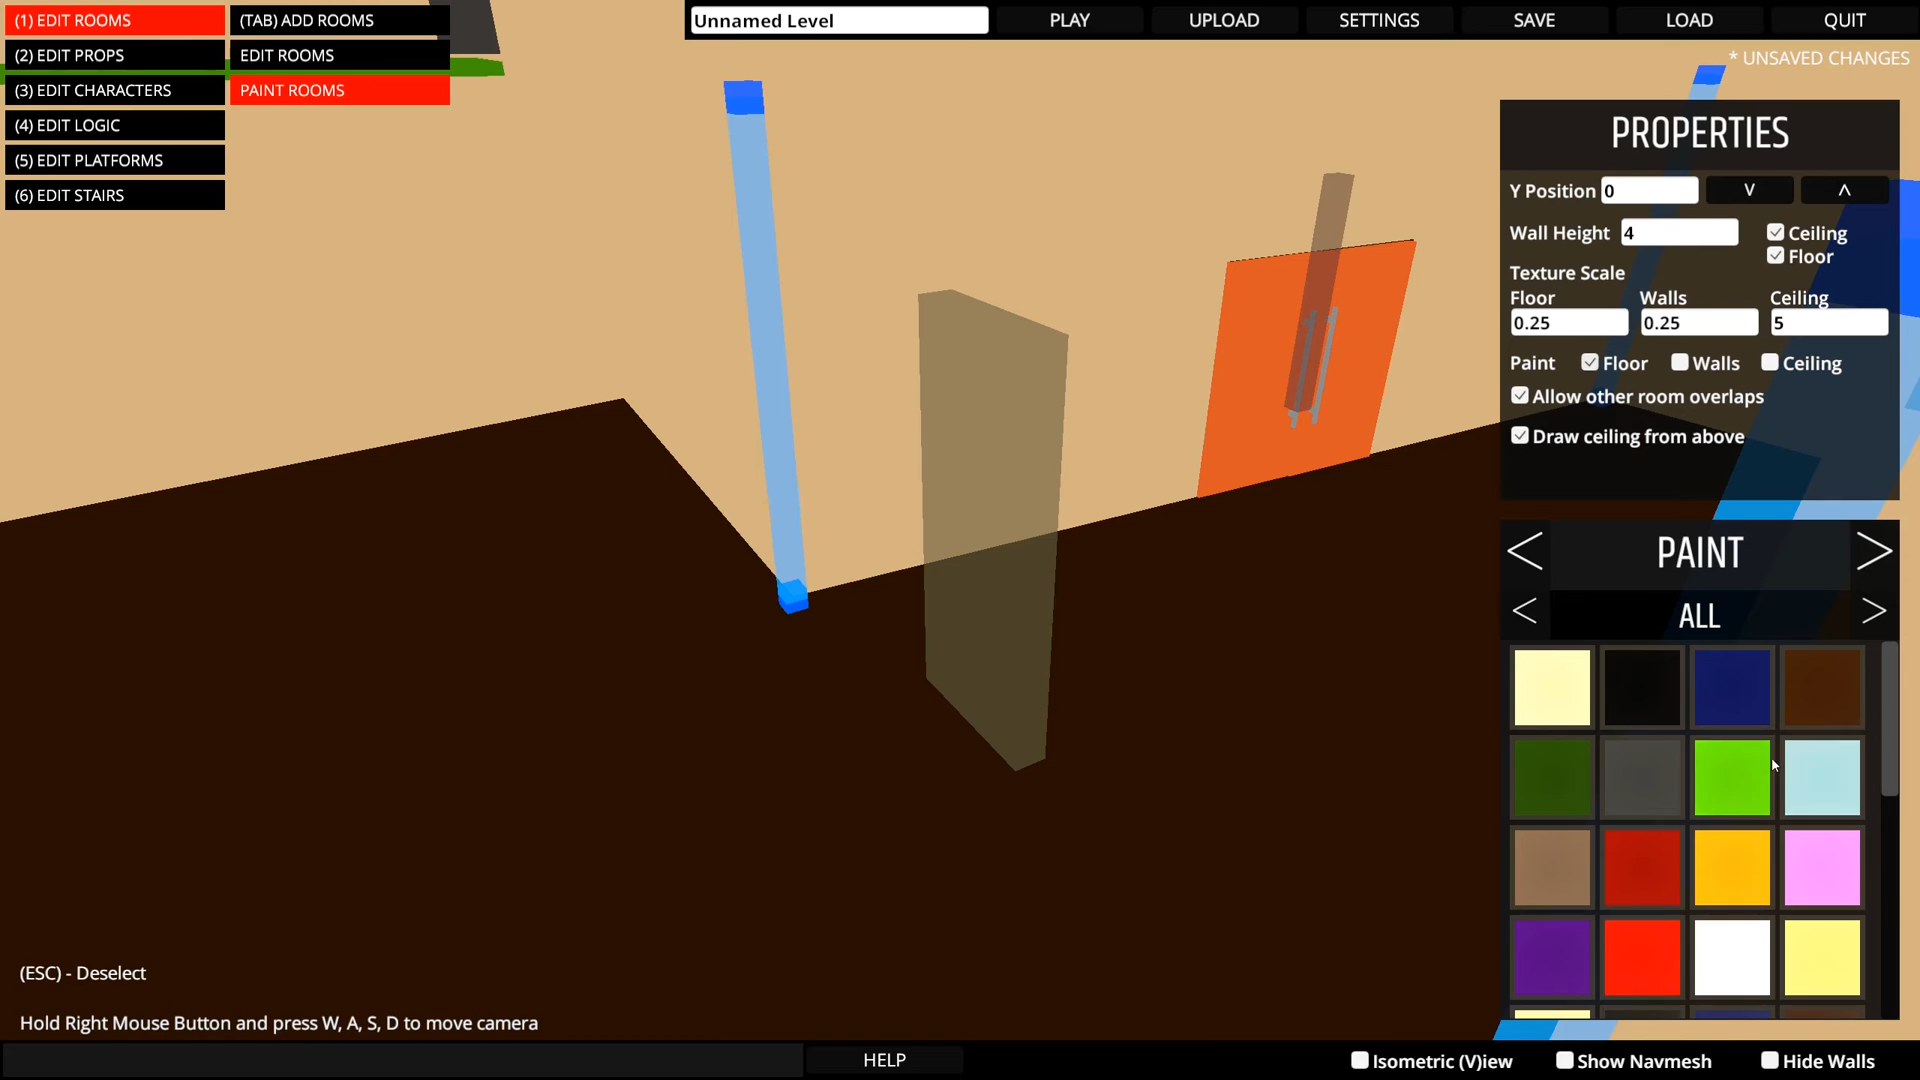 (1) EDIT ROOMS
(TAB) ADD ROOMS
Unnamed Level
PLAY
UPLOAD
SETTINGS
SAVE
LOAD
QUIT
(2) EDIT PROPS
EDIT ROOMS
* UNSAVED CHANGES
(3) EDIT CHARACTERS
PAINT ROOMS
(4) EDIT LOGIC
(5) EDIT PLATFORMS
(6) EDIT STAIRS
PROPERTIES
Y Position 0 V ^
Wall Height 4 Ceiling
Floor
Texture Scale
Floor Walls Ceiling
0.25 0.25 5
Paint Floor Walls Ceiling
Allow other room overlaps
Draw ceiling from above
< PAINT >
< ALL >
(ESC) - Deselect
Hold Right Mouse Button and press W, A, S, D to move camera
HELP
Isometric (V)iew
Show Navmesh
Hide Walls